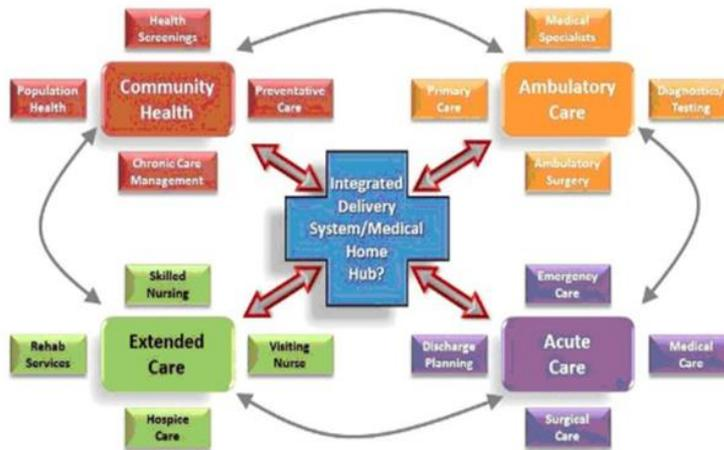 Health
Screenings
Medical
Specialists
Population
Health
Community
Health
Preventative
Care
Primary
Care
Ambulatory
Care
Diagnostics/
Testing
Chronic Care
Management
Ambulatory
Surgery
Integrated
Delivery
System/Medical
Home
Hub?
Skilled
Nursing
Emergency
Care
Rehab
Services
Extended
Care
Visiting
Nurse
Discharge
Planning
Acute
Care
Medical
Care
Hospice
Care
Surgical
Care